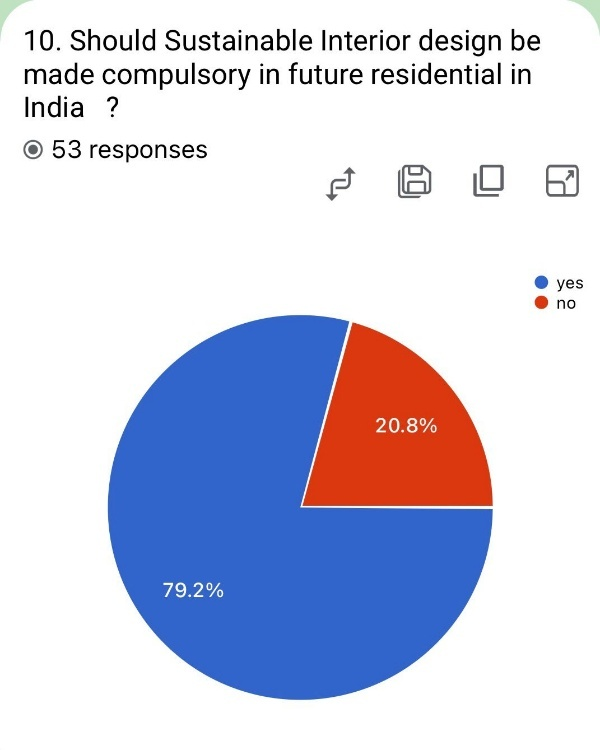 10. Should Sustainable Interior design be
made compulsory in future residential in
India ?
53 responses
yes
no
20.8%
79.2%